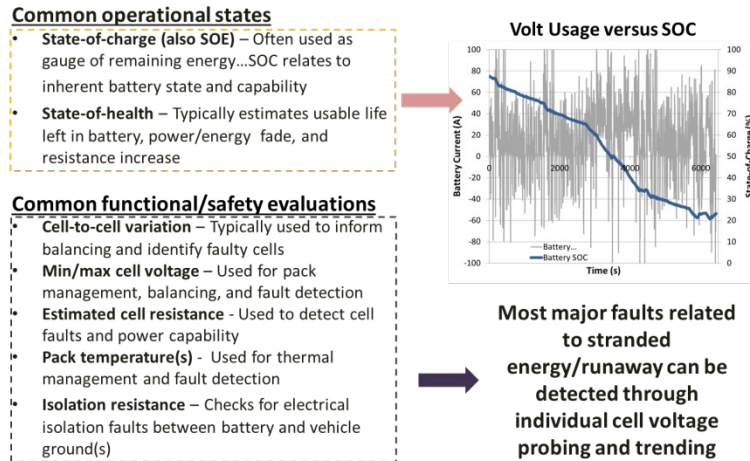 Common operational states
• State-of-charge (also SOE) – Often used as
gauge of remaining energy...SOC relates to
inherent battery state and capability
• State-of-health – Typically estimates usable life
left in battery, power/energy fade, and
resistance increase
Common functional/safety evaluations
• Cell-to-cell variation – Typically used to inform
balancing and identify faulty cells
• Min/max cell voltage – Used for pack
management, balancing, and fault detection
• Estimated cell resistance - Used to detect cell
faults and power capability
• Pack temperature(s) - Used for thermal
management and fault detection
• Isolation resistance – Checks for electrical
isolation faults between battery and vehicle
ground(s)
Volt Usage versus SOC
Battery Current (A)
100
80
60
40
20
0
-20
-40
-60
-80
-100
0
2000
4000
6000
100
90
80
70
60
50
40
30
20
10
0
State-of-Charge (%)
Battery...
Battery SOC
Time (s)
Most major faults related
to stranded
energy/runaway can be
detected through
individual cell voltage
probing and trending